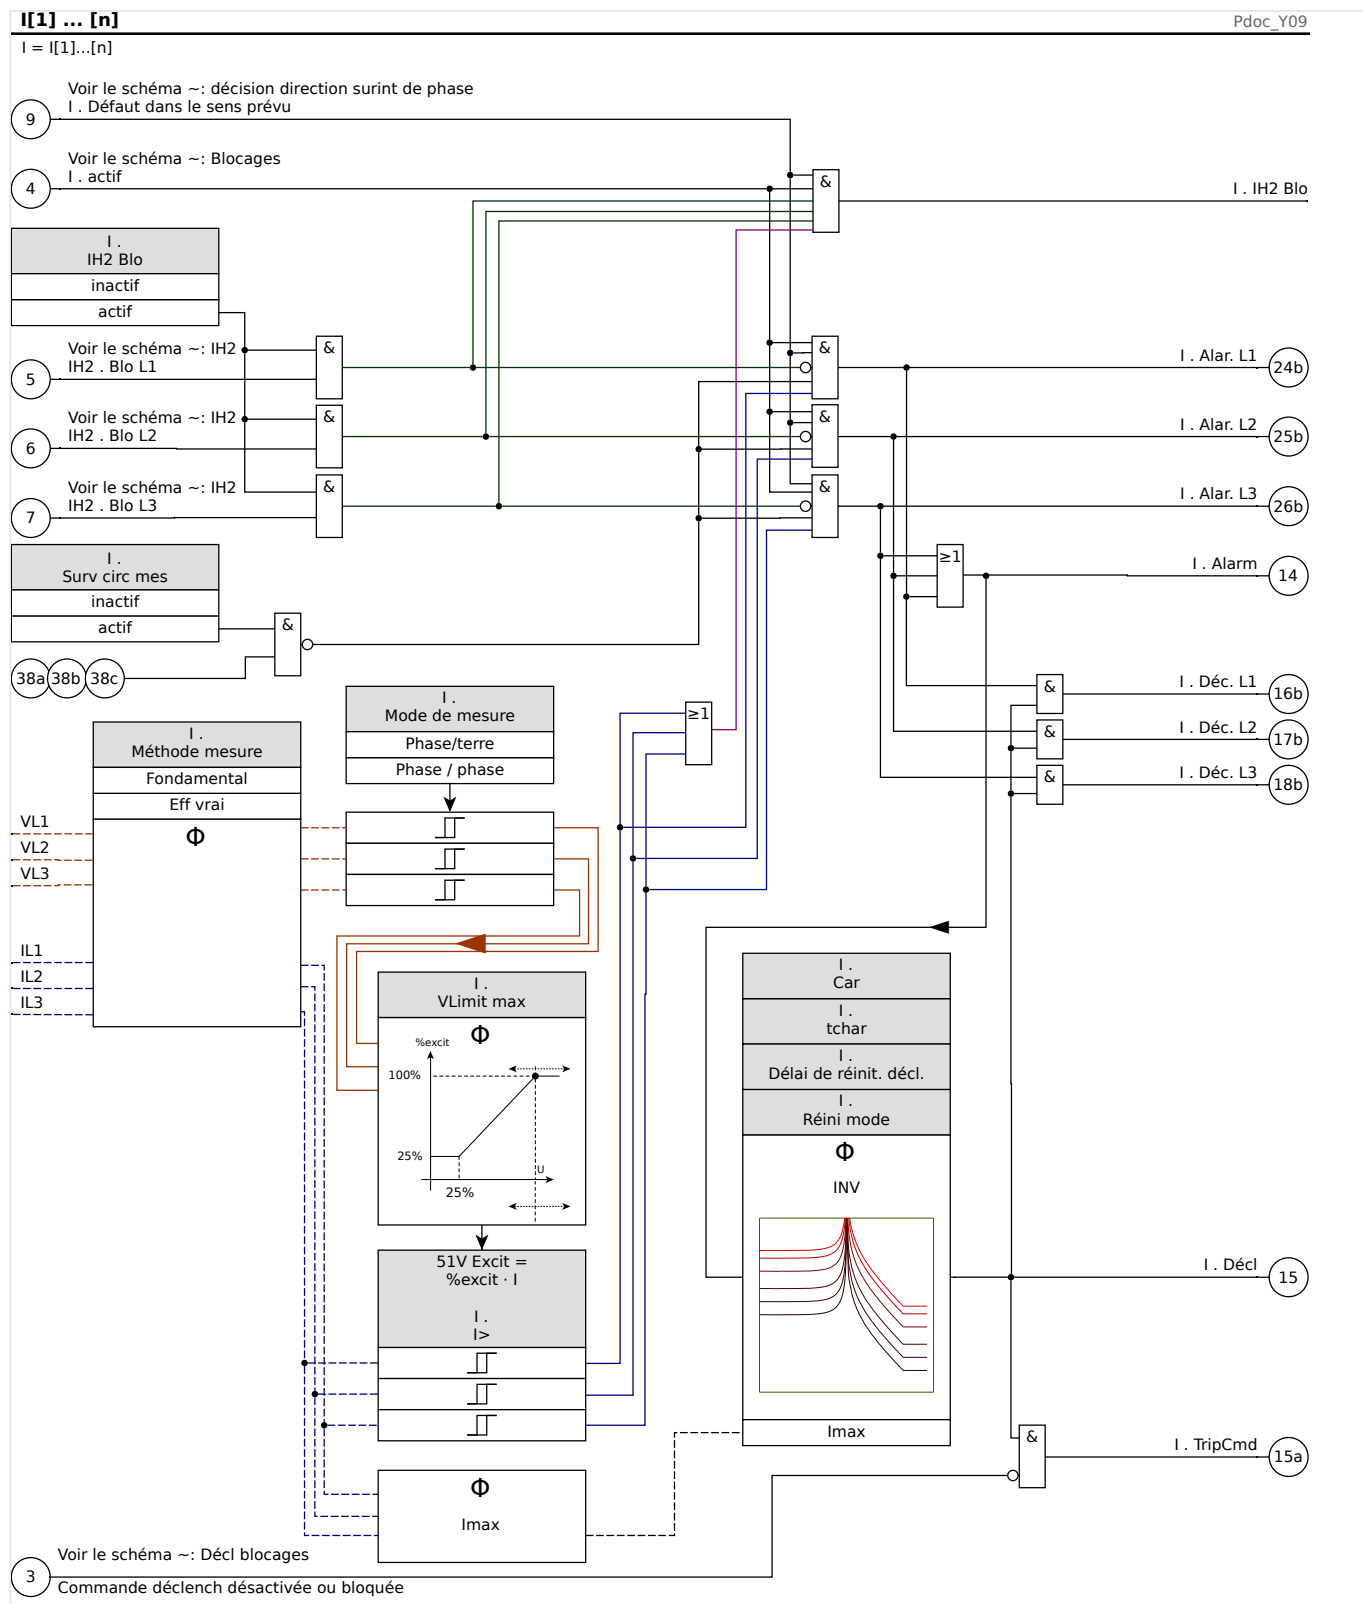 I[1] ... [n]
Pdoc_Y09
I = I[1]...[n]
Voir le schéma ~: décision direction surint de phase
I . Défaut dans le sens prévu
9
Voir le schéma ~: Blocages
I . actif
4
&
I . IH2 Blo
I .
IH2 Blo
inactif
actif
Voir le schéma ~: IH2
IH2 . Blo L1
5
&
&
I . Alar. L1
24b
Voir le schéma ~: IH2
IH2 . Blo L2
6
&
&
I . Alar. L2
25b
Voir le schéma ~: IH2
IH2 . Blo L3
7
&
&
I . Alar. L3
26b
I .
Surv circ mes
inactif
actif
&
38a
38b
38c
≥1
I . Alarm
14
&
I . Déc. L1
16b
&
I . Déc. L2
17b
&
I . Déc. L3
18b
I .
Mode de mesure
Phase/terre
Phase / phase
≥1
I .
Méthode mesure
Fondamental
Eff vrai
Φ
VL1
VL2
VL3
IL1
IL2
IL3
I .
VLimit max
Φ
%excit
100%
25%
U
25%
I .
Car
I .
tchar
I .
Délai de réinit. décl.
I .
Réini mode
Φ
INV
Imax
51V Excit =
%excit · I
I .
I>
I . Décl
15
&
I . TripCmd
15a
Φ
Imax
Voir le schéma ~: Décl blocages
3
Commande déclench désactivée ou bloquée